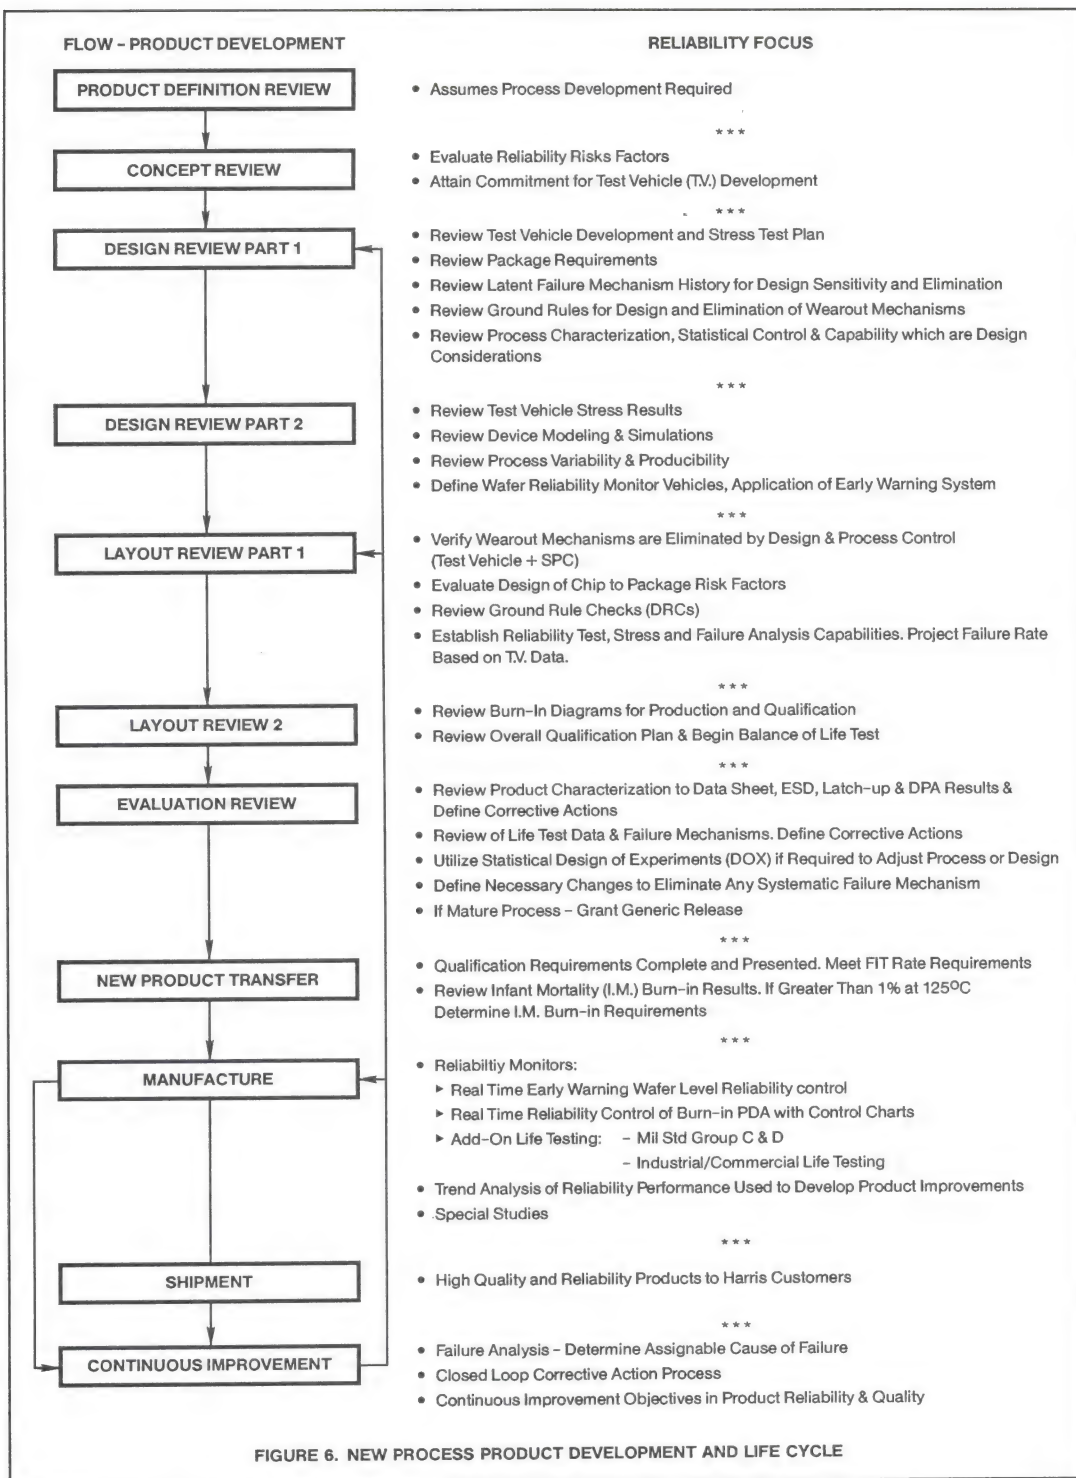 FLOW – PRODUCT DEVELOPMENT
RELIABILITY FOCUS
PRODUCT DEFINITION REVIEW
• Assumes Process Development Required
* * *
CONCEPT REVIEW
• Evaluate Reliability Risks Factors
• Attain Commitment for Test Vehicle (T.V.) Development
* * *
DESIGN REVIEW PART 1
• Review Test Vehicle Development and Stress Test Plan
• Review Package Requirements
• Review Latent Failure Mechanism History for Design Sensitivity and Elimination
• Review Ground Rules for Design and Elimination of Wearout Mechanisms
• Review Process Characterization, Statistical Control & Capability which are Design
Considerations
* * *
DESIGN REVIEW PART 2
• Review Test Vehicle Stress Results
• Review Device Modeling & Simulations
• Review Process Variability & Producibility
• Define Wafer Reliability Monitor Vehicles, Application of Early Warning System
* * *
LAYOUT REVIEW PART 1
• Verify Wearout Mechanisms are Eliminated by Design & Process Control
(Test Vehicle + SPC)
• Evaluate Design of Chip to Package Risk Factors
• Review Ground Rule Checks (DRCs)
• Establish Reliability Test, Stress and Failure Analysis Capabilities. Project Failure Rate
Based on T.V. Data.
* * *
LAYOUT REVIEW 2
• Review Burn-In Diagrams for Production and Qualification
• Review Overall Qualification Plan & Begin Balance of Life Test
* * *
EVALUATION REVIEW
• Review Product Characterization to Data Sheet, ESD, Latch-up & DPA Results &
Define Corrective Actions
• Review of Life Test Data & Failure Mechanisms. Define Corrective Actions
• Utilize Statistical Design of Experiments (DOX) if Required to Adjust Process or Design
• Define Necessary Changes to Eliminate Any Systematic Failure Mechanism
• If Mature Process – Grant Generic Release
* * *
NEW PRODUCT TRANSFER
• Qualification Requirements Complete and Presented. Meet FIT Rate Requirements
• Review Infant Mortality (I.M.) Burn-in Results. If Greater Than 1% at 125ºC
Determine I.M. Burn-in Requirements
* * *
MANUFACTURE
• Reliabiltiy Monitors:
▸ Real Time Early Warning Wafer Level Reliability control
▸ Real Time Reliability Control of Burn-in PDA with Control Charts
▸ Add-On Life Testing: – Mil Std Group C & D
– Industrial/Commercial Life Testing
• Trend Analysis of Reliability Performance Used to Develop Product Improvements
• Special Studies
* * *
SHIPMENT
• High Quality and Reliability Products to Harris Customers
* * *
CONTINUOUS IMPROVEMENT
• Failure Analysis – Determine Assignable Cause of Failure
• Closed Loop Corrective Action Process
• Continuous Improvement Objectives in Product Reliability & Quality
FIGURE 6. NEW PROCESS PRODUCT DEVELOPMENT AND LIFE CYCLE